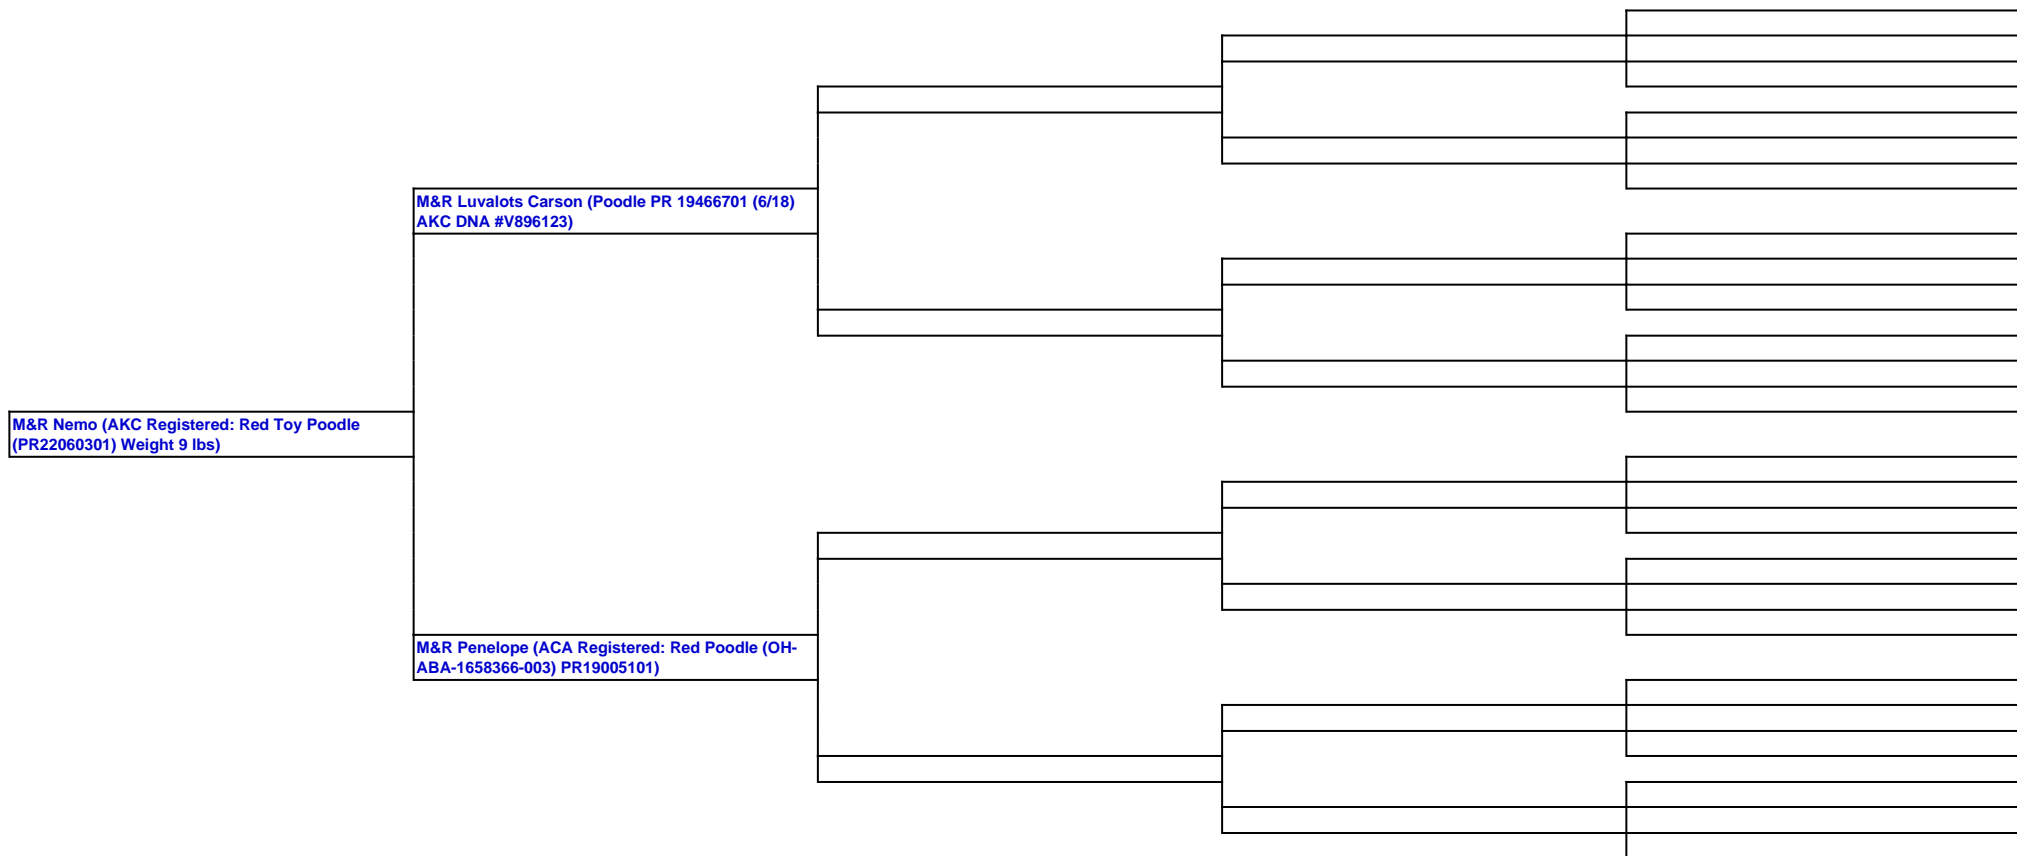 M&R Luvalots Carson (Poodle PR 19466701 (6/18)
AKC DNA #V896123)
M&R Nemo (AKC Registered: Red Toy Poodle
(PR22060301) Weight 9 lbs)
M&R Penelope (ACA Registered: Red Poodle (OH-
ABA-1658366-003) PR19005101)